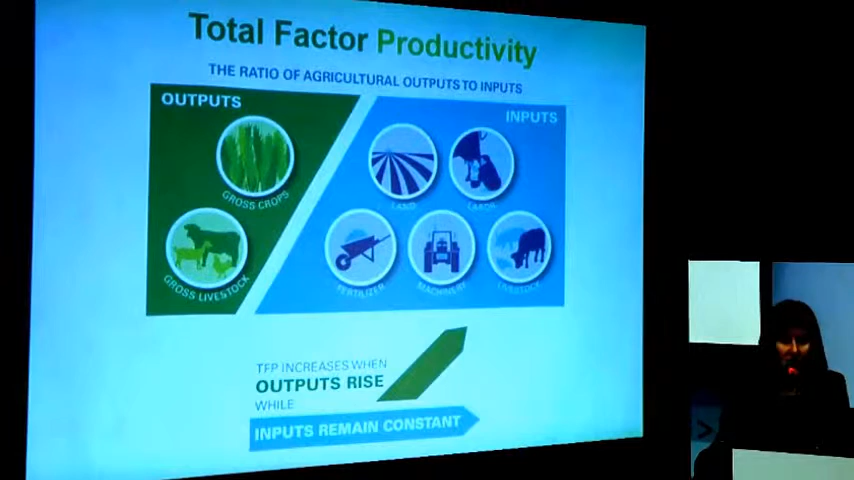 Total Factor Productivity
THE RATIO OF AGRICULTURAL OUTPUTS TO INPUTS
OUTPUTS
INPUTS
GROSS CROPS
LAND
LABOR
GROSS LIVESTOCK
FERTILIZER
MACHINERY
LIVESTOCK
TFP INCREASES WHEN
OUTPUTS RISE
WHILE
INPUTS REMAIN CONSTANT